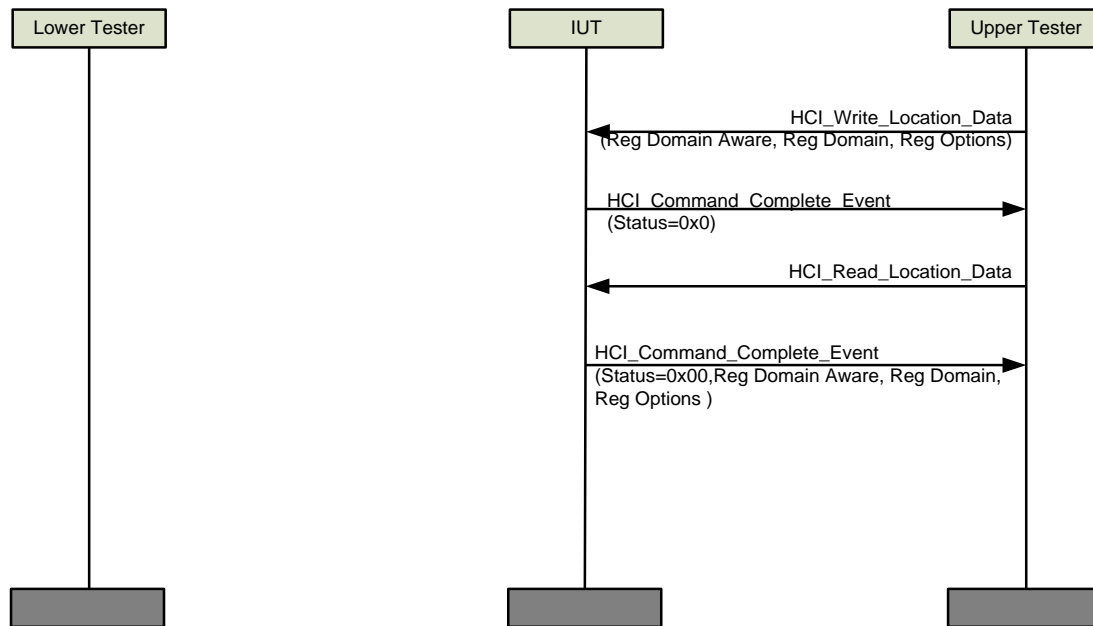 Lower Tester
IUT
Upper Tester
HCI_Write_Location_Data
(Reg Domain Aware, Reg Domain, Reg Options)
HCI_Command_Complete_Event
(Status=0x0)
HCI_Read_Location_Data
HCI_Command_Complete_Event
(Status=0x00,Reg Domain Aware, Reg Domain,
Reg Options )